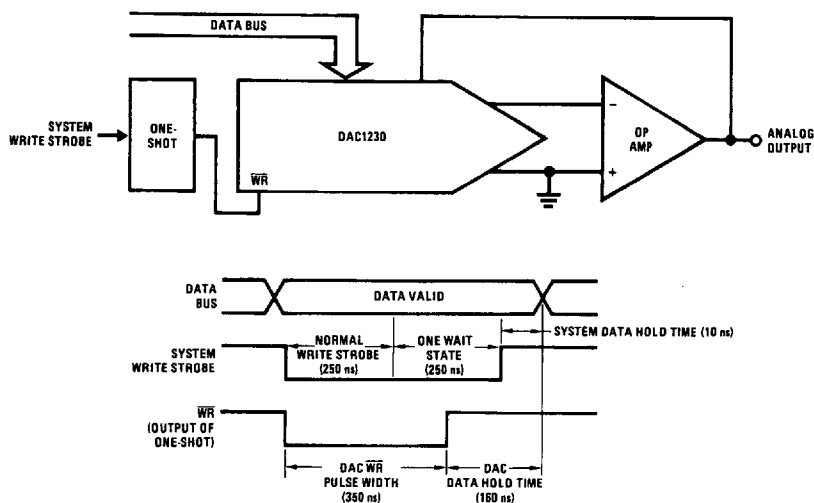 DATA BUS
SYSTEM
WRITE STROBE
ONE-
SHOT
DAC1230
WR
−
OP
AMP
+
ANALOG
OUTPUT
DATA
BUS
DATA VALID
SYSTEM DATA HOLD TIME (10 ns)
SYSTEM
WRITE STROBE
NORMAL
WRITE STROBE
(250 ns)
ONE WAIT
STATE
(250 ns)
WR
(OUTPUT OF
ONE-SHOT)
DAC WR
PULSE WIDTH
(350 ns)
DAC
DATA HOLD TIME
(160 ns)